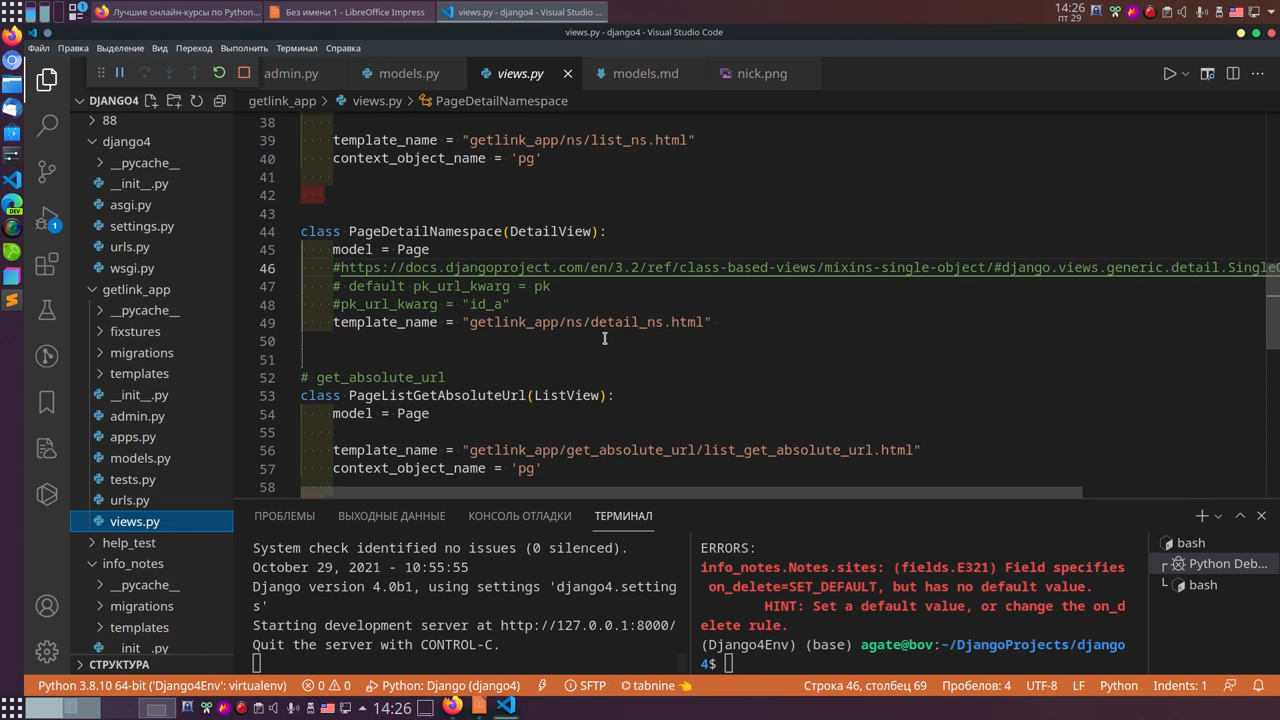 Лучшие онлайн-курсы по Python...
Без имени 1 - LibreOffice Impress
views.py - django4 - Visual Studio ...
14:26
пт 29
views.py - django4 - Visual Studio Code
Файл Правка Выделение Вид Переход Выполнить Терминал Справка
admin.py
models.py
views.py
models.md
nick.png
DJANGO4
getlink_app > views.py > PageDetailNamespace
88
django4
__pycache__
__init__.py
asgi.py
settings.py
urls.py
wsgi.py
getlink_app
__pycache__
fixstures
migrations
templates
__init__.py
admin.py
apps.py
models.py
tests.py
urls.py
views.py
help_test
info_notes
__pycache__
migrations
templates
__init__.py
СТРУКТУРА
DEV
1
38
39 template_name = "getlink_app/ns/list_ns.html"
40 context_object_name = 'pg'
41
42
43
44 class PageDetailNamespace(DetailView):
45 model = Page
46 #https://docs.djangoproject.com/en/3.2/ref/class-based-views/mixins-single-object/#django.views.generic.detail.Single
47 # default pk_url_kwarg = pk
48 #pk_url_kwarg = "id_a"
49 template_name = "getlink_app/ns/detail_ns.html"
50
51
52 # get_absolute_url
53 class PageListGetAbsoluteUrl(ListView):
54 model = Page
55
56 template_name = "getlink_app/get_absolute_url/list_get_absolute_url.html"
57 context_object_name = 'pg'
58
ПРОБЛЕМЫ
ВЫХОДНЫЕ ДАННЫЕ
КОНСОЛЬ ОТЛАДКИ
ТЕРМИНАЛ
System check identified no issues (0 silenced).
October 29, 2021 - 10:55:55
Django version 4.0b1, using settings 'django4.setting
s'
Starting development server at http://127.0.0.1:8000/
Quit the server with CONTROL-C.
ERRORS:
info_notes.Notes.sites: (fields.E321) Field specifies
on_delete=SET_DEFAULT, but has no default value.
HINT: Set a default value, or change the on_d
elete rule.
(Django4Env) (base) agate@bov:~/DjangoProjects/django
4$
bash
Python Deb...
bash
Python 3.8.10 64-bit ('Django4Env': virtualenv)
0
0
Python: Django (django4)
SFTP
tabnine
Строка 46, столбец 69
Пробелов: 4
UTF-8
LF
Python
Indents: 1
14:26